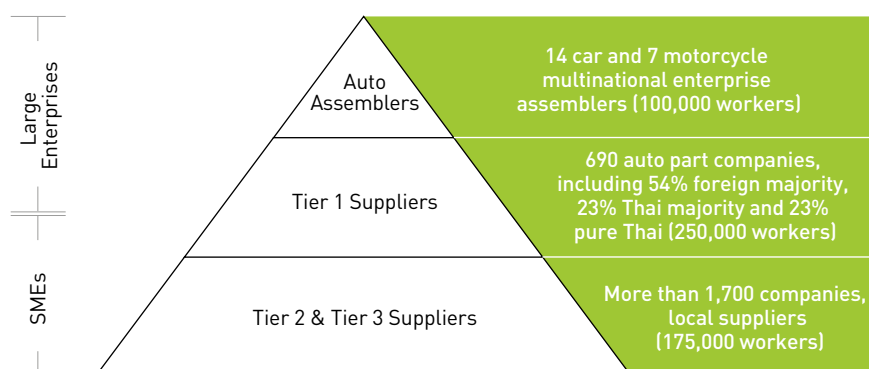 Large
Enterprises
SMEs
Auto
Assemblers
14 car and 7 motorcycle
multinational enterprise
assemblers (100,000 workers)
Tier 1 Suppliers
690 auto part companies,
including 54% foreign majority,
23% Thai majority and 23%
pure Thai (250,000 workers)
Tier 2 & Tier 3 Suppliers
More than 1,700 companies,
local suppliers
(175,000 workers)